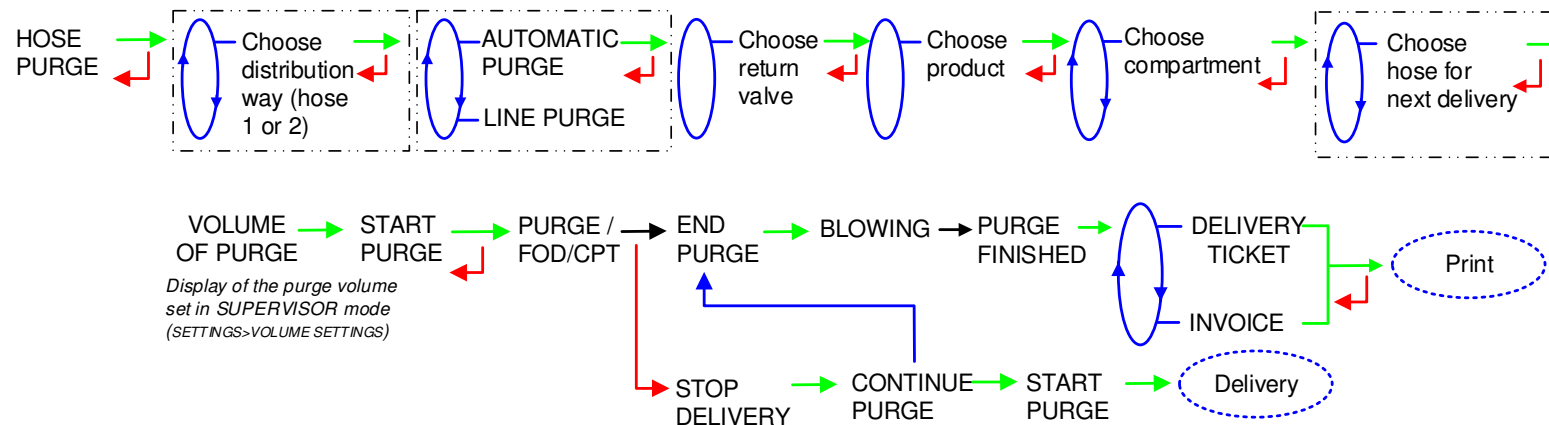 HOSE
PURGE
Choose
distribution
way (hose
1 or 2)
AUTOMATIC
PURGE
LINE PURGE
Choose
return
valve
Choose
product
Choose
compartment
Choose
hose for
next delivery
VOLUME
OF PURGE
Display of the purge volume
set in SUPERVISOR mode
(SETTINGS>VOLUME SETTINGS)
START
PURGE
PURGE /
FOD/CPT
END
PURGE
BLOWING
PURGE
FINISHED
DELIVERY
TICKET
INVOICE
Print
STOP
DELIVERY
CONTINUE
PURGE
START
PURGE
Delivery